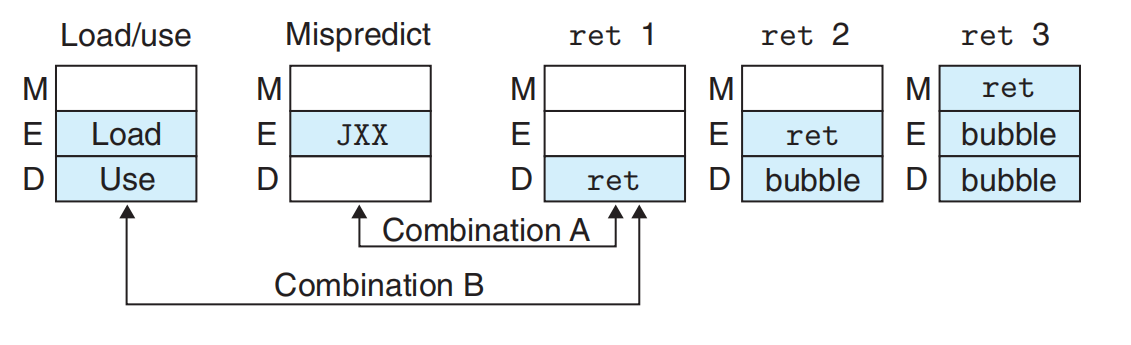 Load/use Mispredict ret 1 ret 2 ret 3
M M M M M ret
E Load E JXX E E ret E bubble
D Use D D ret D bubble D bubble
Combination A
Combination B